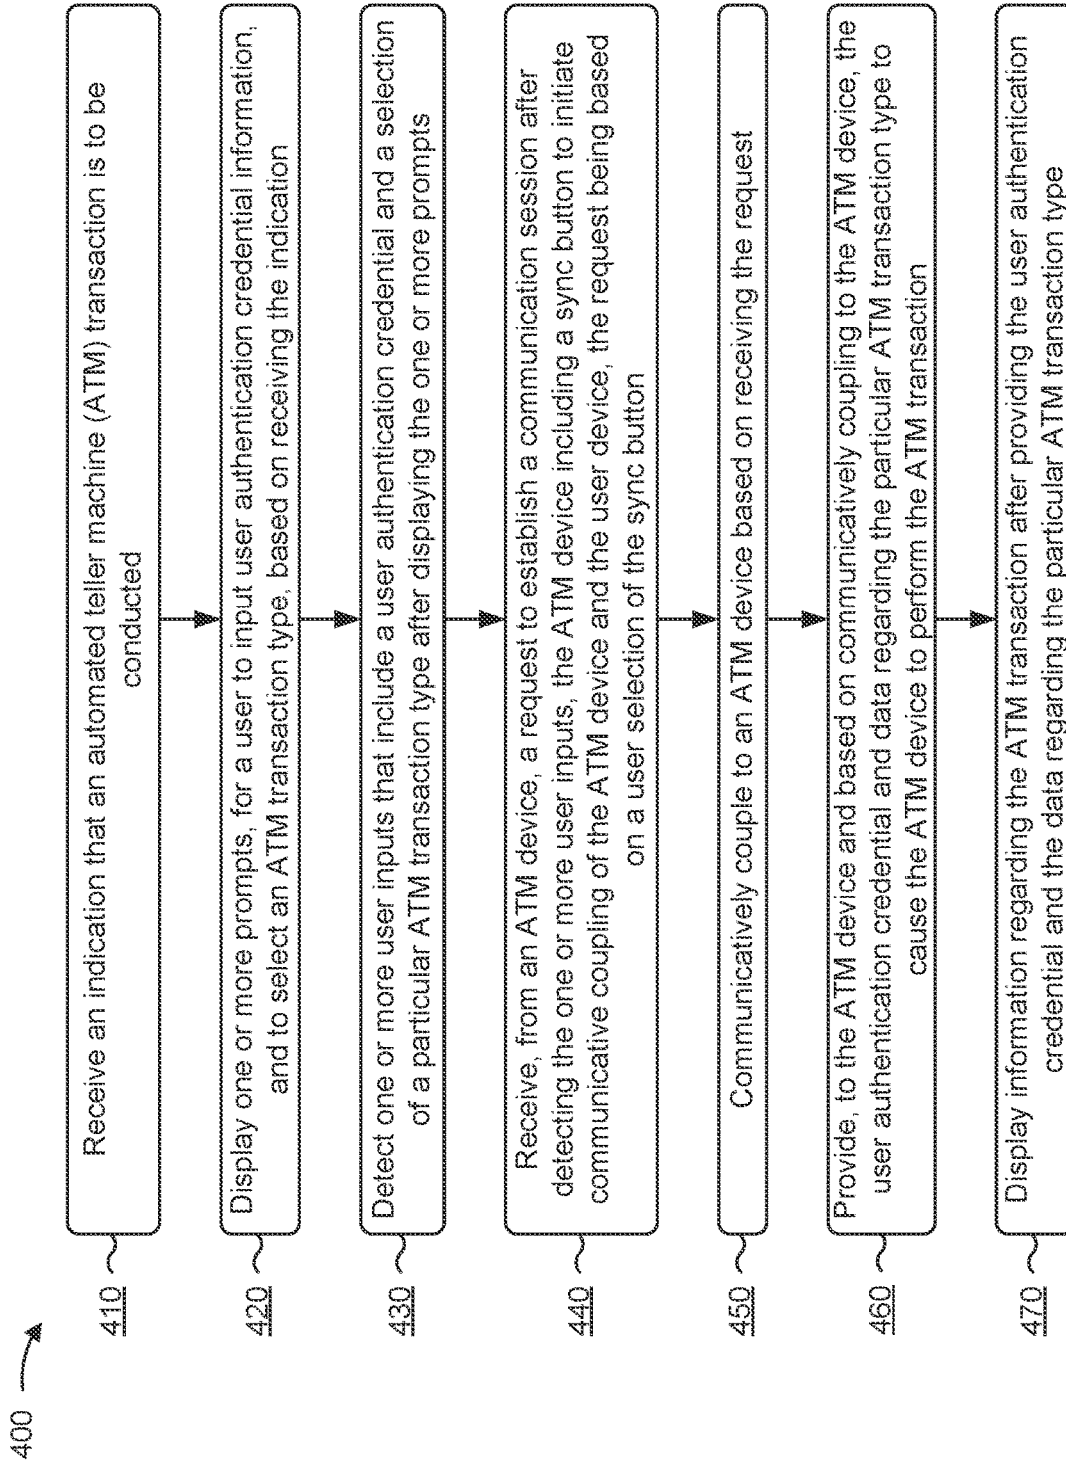 400
410
Receive an indication that an automated teller machine (ATM) transaction is to be
conducted
420
Display one or more prompts, for a user to input user authentication credential information,
and to select an ATM transaction type, based on receiving the indication
430
Detect one or more user inputs that include a user authentication credential and a selection
of a particular ATM transaction type after displaying the one or more prompts
440
Receive, from an ATM device, a request to establish a communication session after
detecting the one or more user inputs, the ATM device including a sync button to initiate
communicative coupling of the ATM device and the user device, the request being based
on a user selection of the sync button
450
Communicatively couple to an ATM device based on receiving the request
460
Provide, to the ATM device and based on communicatively coupling to the ATM device, the
user authentication credential and data regarding the particular ATM transaction type to
cause the ATM device to perform the ATM transaction
470
Display information regarding the ATM transaction after providing the user authentication
credential and the data regarding the particular ATM transaction type